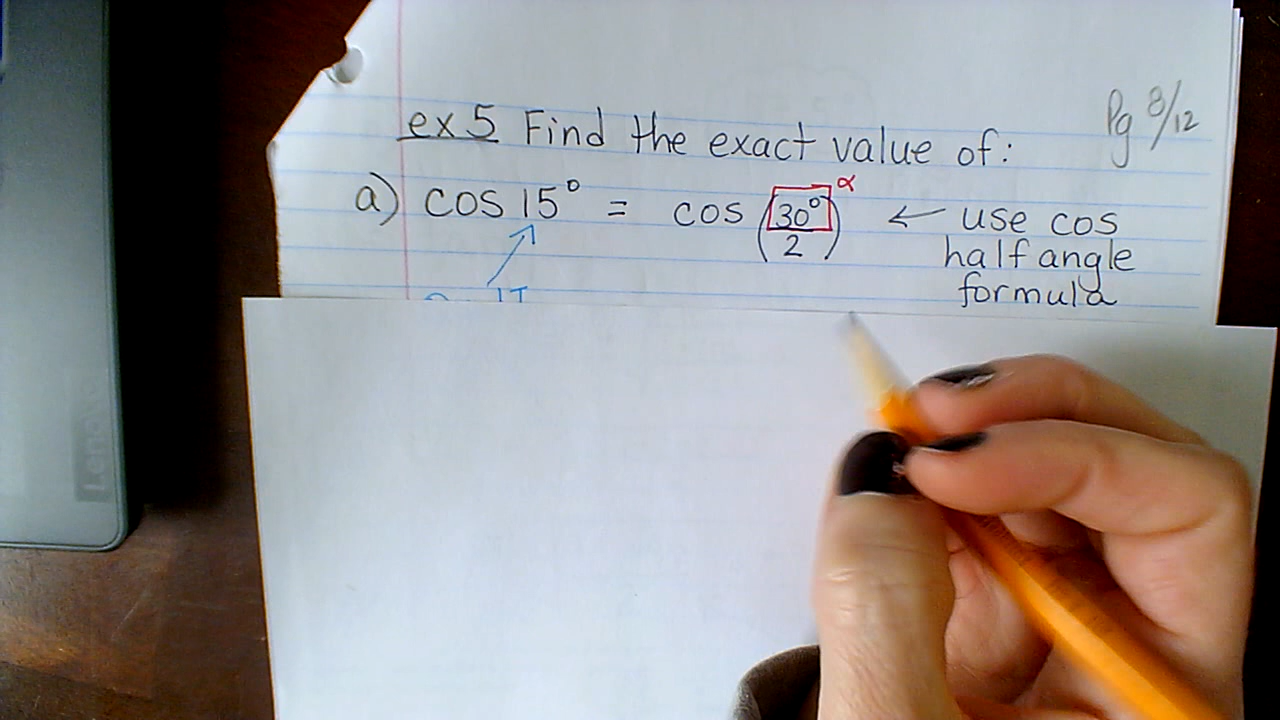 Pg 8/12
ex 5 Find the exact value of:
a) cos 15° = cos (30°/2) α ← use cos
half angle
formula
Lenovo